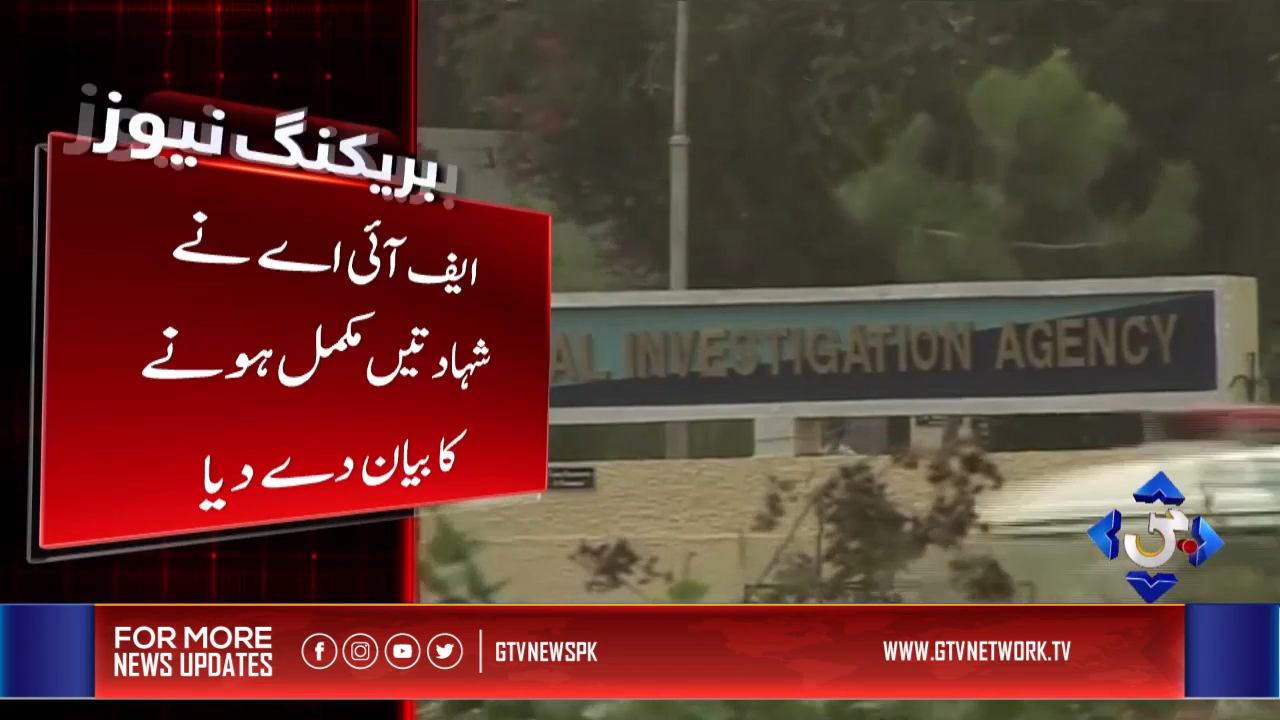 بریکنگ نیوز
ایف آئی اے نے
شہادتیں مکمل ہونے
کا بیان دے دیا
AL INVESTIGATION AGENCY
FOR MORE
NEWS UPDATES
GTVNEWSPK
WWW.GTVNETWORK.TV